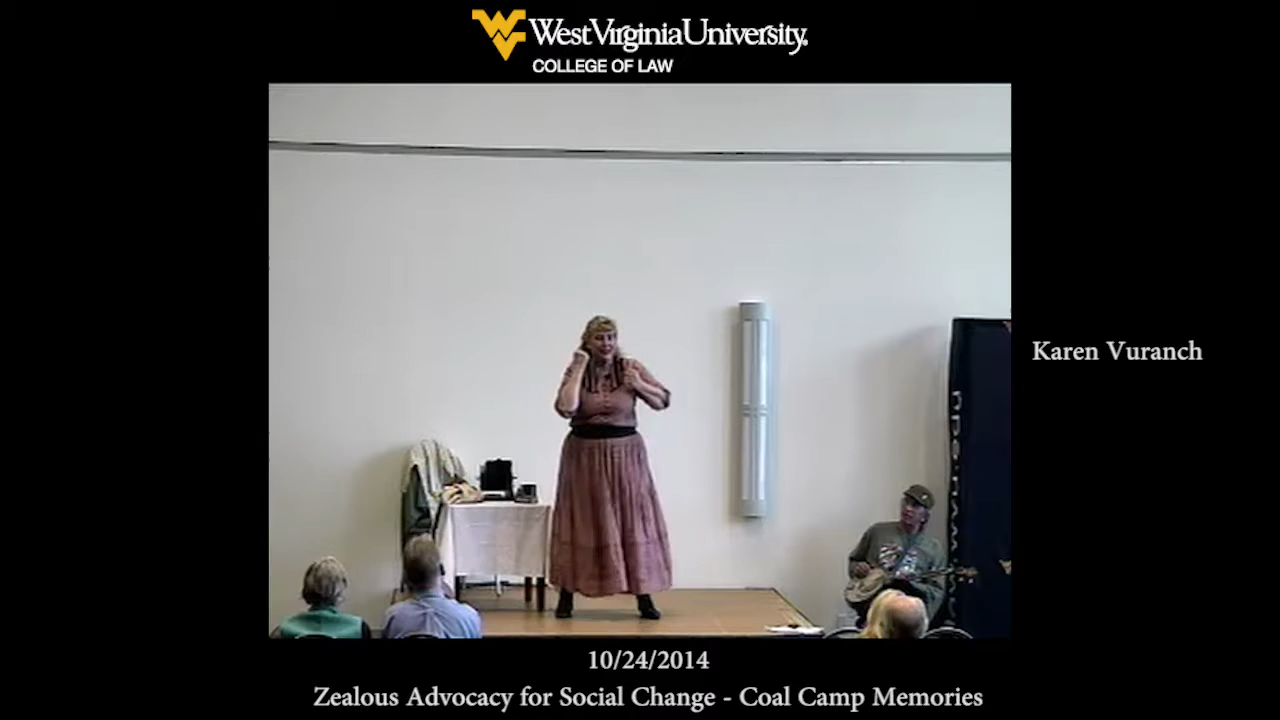 West Virginia University®
COLLEGE OF LAW
Karen Vuranch
10/24/2014
Zealous Advocacy for Social Change - Coal Camp Memories